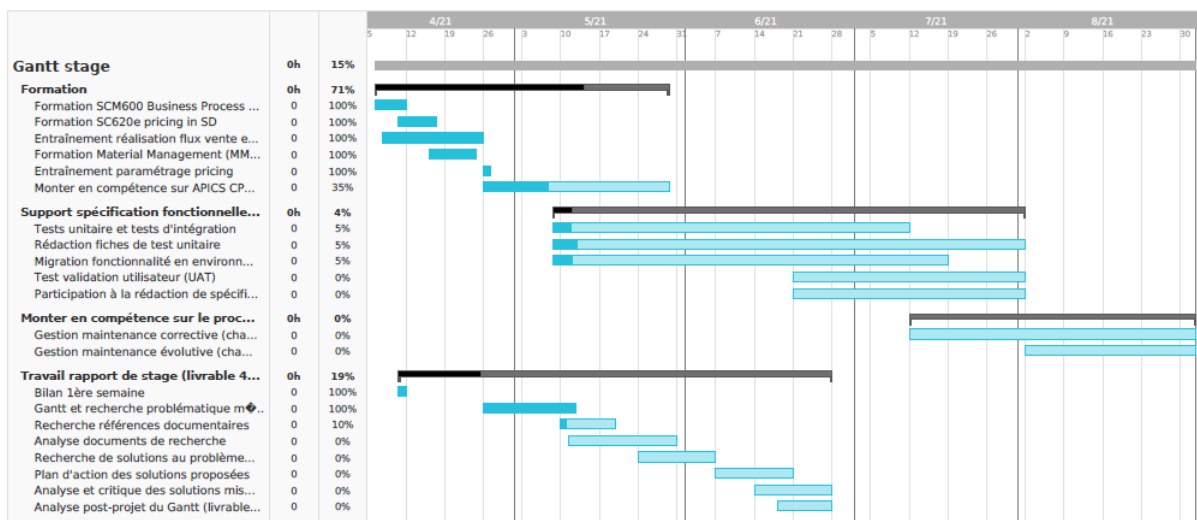 4/21 5/21 6/21 7/21 8/21
5 12 19 26 3 10 17 24 31 7 14 21 28 5 12 19 26 2 9 16 23 30
Gantt stage 0h 15%
Formation 0h 71%
Formation SCM600 Business Process ... 0 100%
Formation SC620e pricing in SD 0 100%
Entraînement réalisation flux vente e... 0 100%
Formation Material Management (MM... 0 100%
Entraînement paramétrage pricing 0 100%
Monter en compétence sur APICS CP... 0 35%
Support spécification fonctionnelle... 0h 4%
Tests unitaire et tests d'intégration 0 5%
Rédaction fiches de test unitaire 0 5%
Migration fonctionnalité en environn... 0 5%
Test validation utilisateur (UAT) 0 0%
Participation à la rédaction de spécifi... 0 0%
Monter en compétence sur le proc... 0h 0%
Gestion maintenance corrective (cha... 0 0%
Gestion maintenance évolutive (cha... 0 0%
Travail rapport de stage (livrable 4... 0h 19%
Bilan 1ère semaine 0 100%
Gantt et recherche problématique m�.. 0 100%
Recherche références documentaires 0 10%
Analyse documents de recherche 0 0%
Recherche de solutions au problème... 0 0%
Plan d'action des solutions proposées 0 0%
Analyse et critique des solutions mis... 0 0%
Analyse post-projet du Gantt (livrable... 0 0%